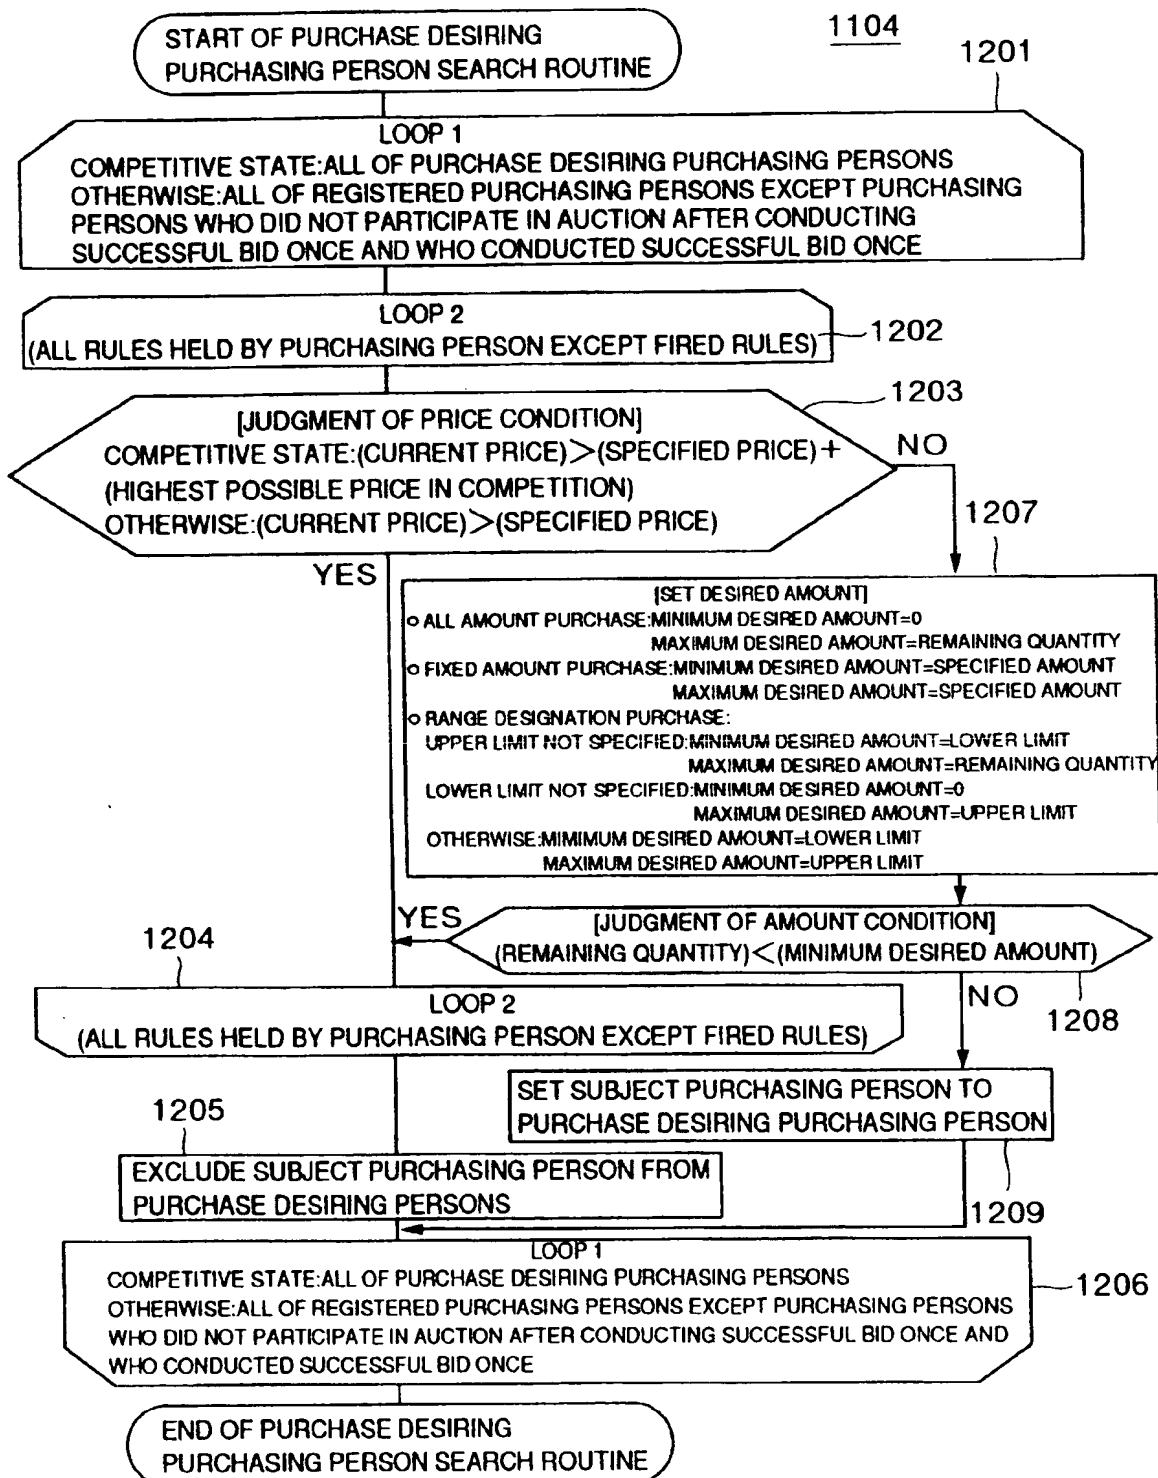 1104
START OF PURCHASE DESIRING
PURCHASING PERSON SEARCH ROUTINE
1201
LOOP 1
COMPETITIVE STATE:ALL OF PURCHASE DESIRING PURCHASING PERSONS
OTHERWISE:ALL OF REGISTERED PURCHASING PERSONS EXCEPT PURCHASING
PERSONS WHO DID NOT PARTICIPATE IN AUCTION AFTER CONDUCTING
SUCCESSFUL BID ONCE AND WHO CONDUCTED SUCCESSFUL BID ONCE
LOOP 2
(ALL RULES HELD BY PURCHASING PERSON EXCEPT FIRED RULES)
1202
1203
[JUDGMENT OF PRICE CONDITION]
COMPETITIVE STATE:(CURRENT PRICE)>(SPECIFIED PRICE)+
(HIGHEST POSSIBLE PRICE IN COMPETITION)
OTHERWISE:(CURRENT PRICE)>(SPECIFIED PRICE)
NO
YES
1207
[SET DESIRED AMOUNT]
○ ALL AMOUNT PURCHASE:MINIMUM DESIRED AMOUNT=0
MAXIMUM DESIRED AMOUNT=REMAINING QUANTITY
○ FIXED AMOUNT PURCHASE:MINIMUM DESIRED AMOUNT=SPECIFIED AMOUNT
MAXIMUM DESIRED AMOUNT=SPECIFIED AMOUNT
○ RANGE DESIGNATION PURCHASE:
UPPER LIMIT NOT SPECIFIED:MINIMUM DESIRED AMOUNT=LOWER LIMIT
MAXIMUM DESIRED AMOUNT=REMAINING QUANTITY
LOWER LIMIT NOT SPECIFIED:MINIMUM DESIRED AMOUNT=0
MAXIMUM DESIRED AMOUNT=UPPER LIMIT
OTHERWISE:MIMIMUM DESIRED AMOUNT=LOWER LIMIT
MAXIMUM DESIRED AMOUNT=UPPER LIMIT
YES
[JUDGMENT OF AMOUNT CONDITION]
(REMAINING QUANTITY)<(MINIMUM DESIRED AMOUNT)
NO
1208
1204
LOOP 2
(ALL RULES HELD BY PURCHASING PERSON EXCEPT FIRED RULES)
SET SUBJECT PURCHASING PERSON TO
PURCHASE DESIRING PURCHASING PERSON
1209
1205
EXCLUDE SUBJECT PURCHASING PERSON FROM
PURCHASE DESIRING PERSONS
LOOP 1
COMPETITIVE STATE:ALL OF PURCHASE DESIRING PURCHASING PERSONS
OTHERWISE:ALL OF REGISTERED PURCHASING PERSONS EXCEPT PURCHASING PERSONS
WHO DID NOT PARTICIPATE IN AUCTION AFTER CONDUCTING SUCCESSFUL BID ONCE AND
WHO CONDUCTED SUCCESSFUL BID ONCE
1206
END OF PURCHASE DESIRING
PURCHASING PERSON SEARCH ROUTINE